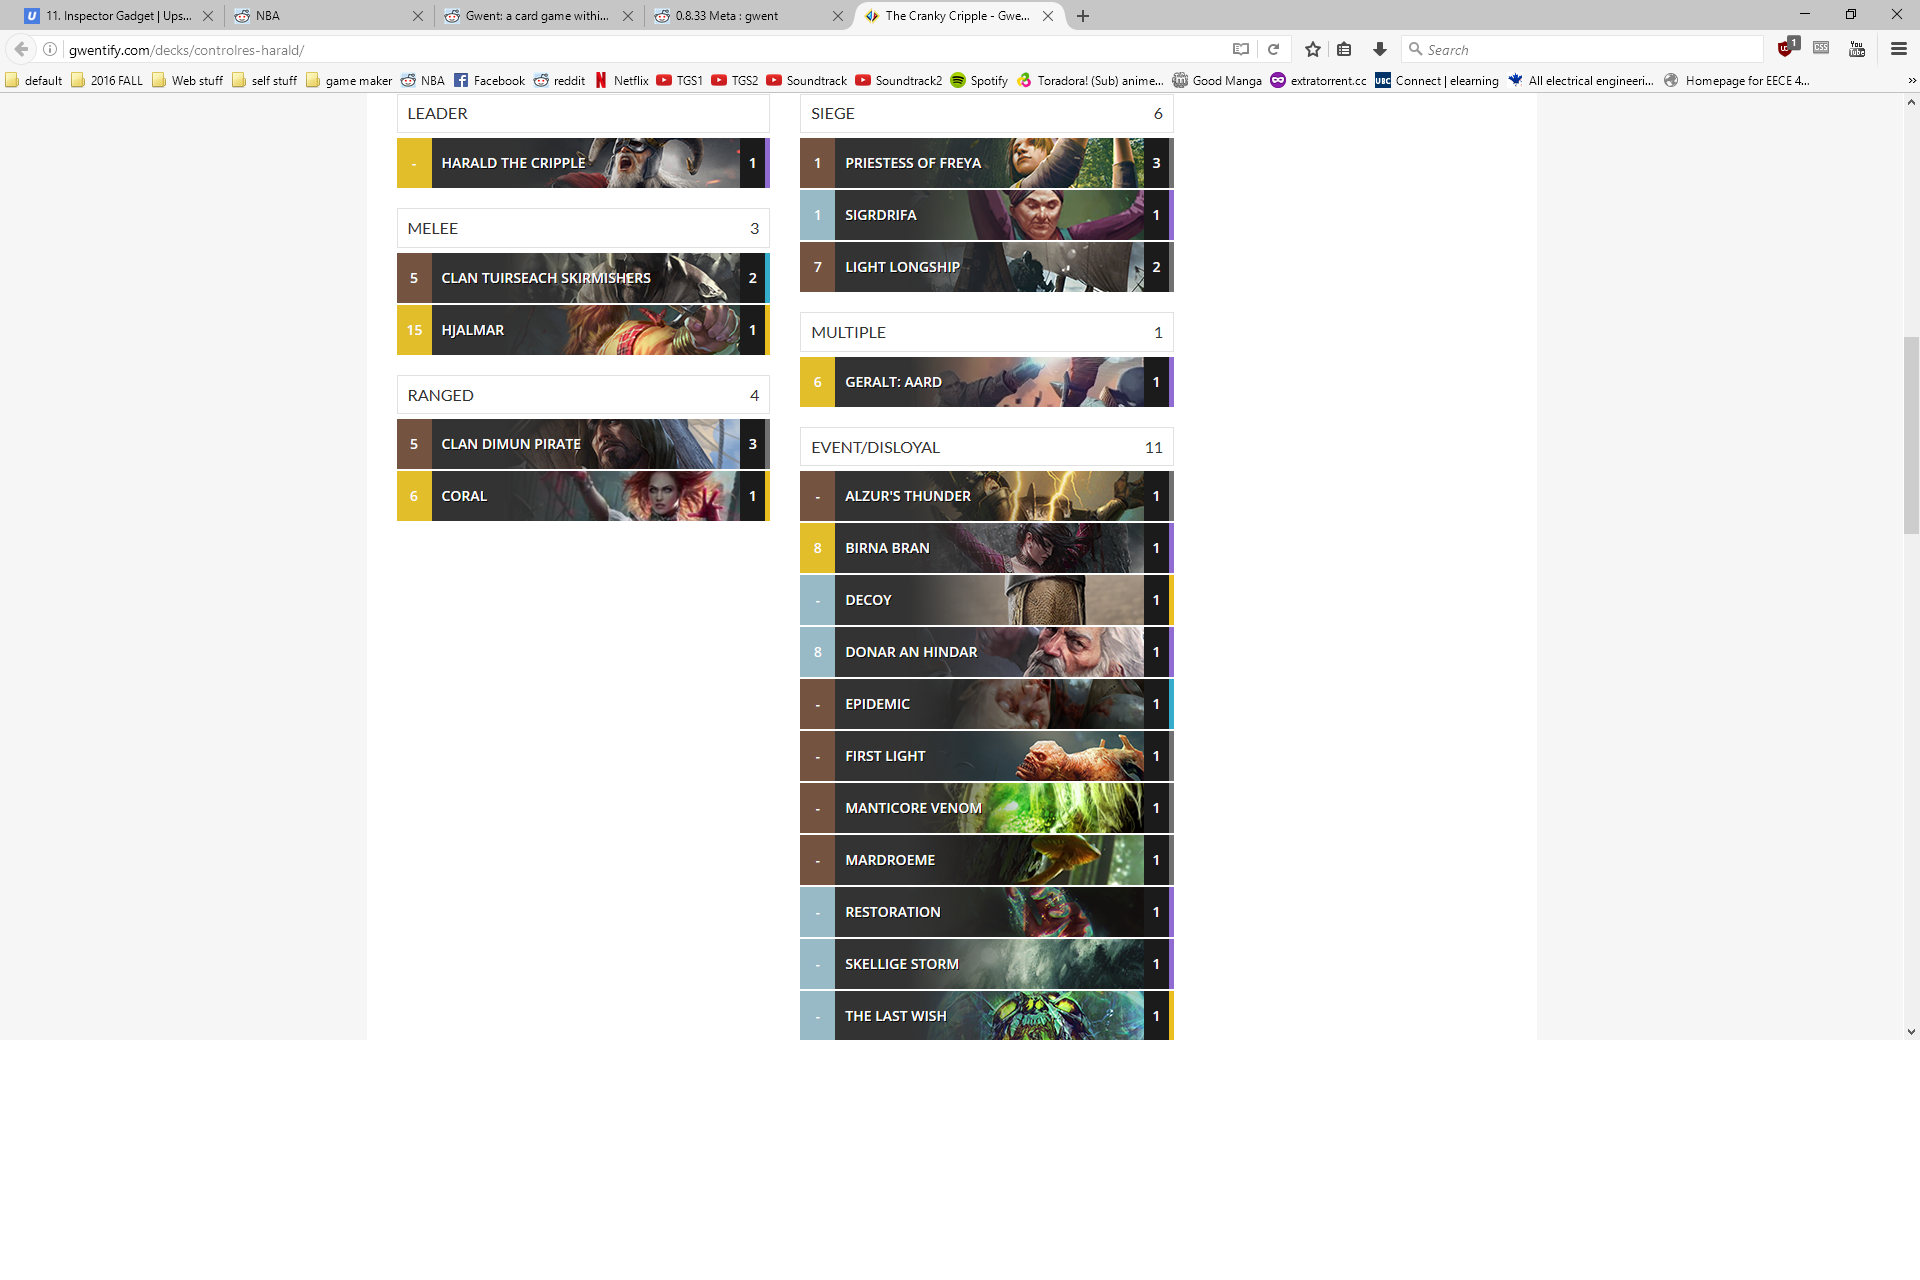 11. Inspector Gadget | Ups...
NBA
Gwent: a card game withi...
0.8.33 Meta : gwent
The Cranky Cripple - Gwe...
gwentify.com/decks/controlres-harald/
Search
1
CSS
You Tube
default
2016 FALL
Web stuff
self stuff
game maker
NBA
Facebook
reddit
Netflix
TGS1
TGS2
Soundtrack
Soundtrack2
Spotify
Toradora! (Sub) anime...
Good Manga
extratorrent.cc
UBC
Connect | elearning
All electrical engineeri...
Homepage for EECE 4...
»
LEADER
- HARALD THE CRIPPLE 1
MELEE 3
5 CLAN TUIRSEACH SKIRMISHERS 2
15 HJALMAR 1
RANGED 4
5 CLAN DIMUN PIRATE 3
6 CORAL 1
SIEGE 6
1 PRIESTESS OF FREYA 3
1 SIGRDRIFA 1
7 LIGHT LONGSHIP 2
MULTIPLE 1
6 GERALT: AARD 1
EVENT/DISLOYAL 11
- ALZUR'S THUNDER 1
8 BIRNA BRAN 1
- DECOY 1
8 DONAR AN HINDAR 1
- EPIDEMIC 1
- FIRST LIGHT 1
- MANTICORE VENOM 1
- MARDROEME 1
- RESTORATION 1
- SKELLIGE STORM 1
- THE LAST WISH 1